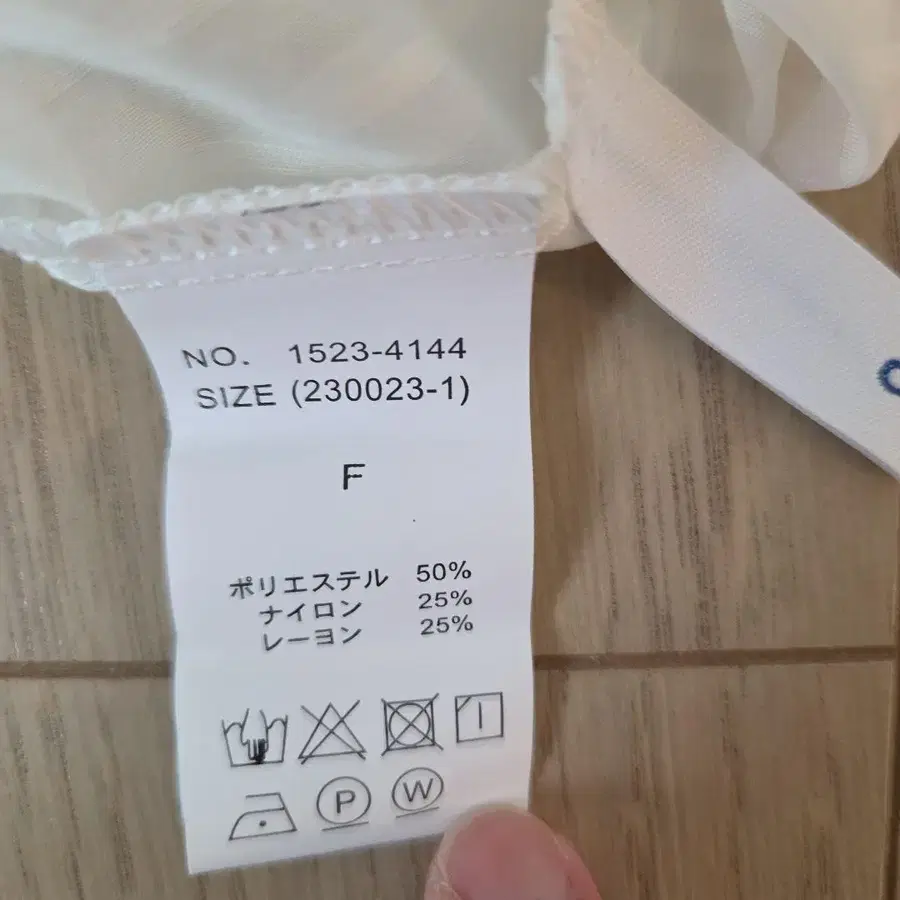 NO. 1523-4144
SIZE (230023-1)
F
ポリエステル 50%
ナイロン 25%
レーヨン 25%
P
W